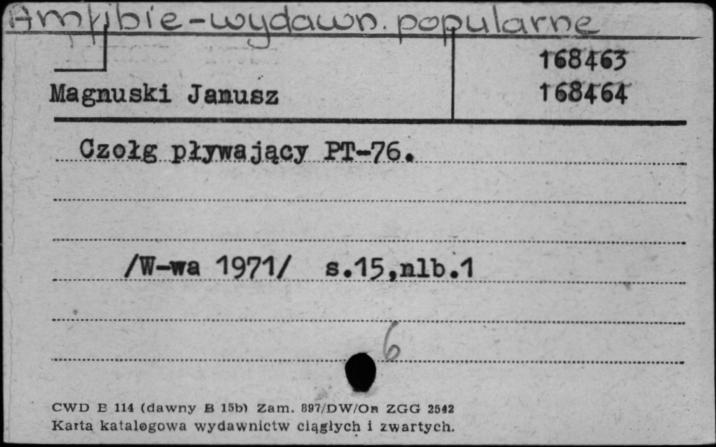 Amfibie-wydawn. popularne
168463
Magnuski Janusz 168464
Czołg pływający PT-76.
/W-wa 1971/ s.15,nlb.1
6
CWD E 114 (dawny B 15b) Zam. 897/DW/On ZGG 2542
Karta katalogowa wydawnictw ciągłych i zwartych.